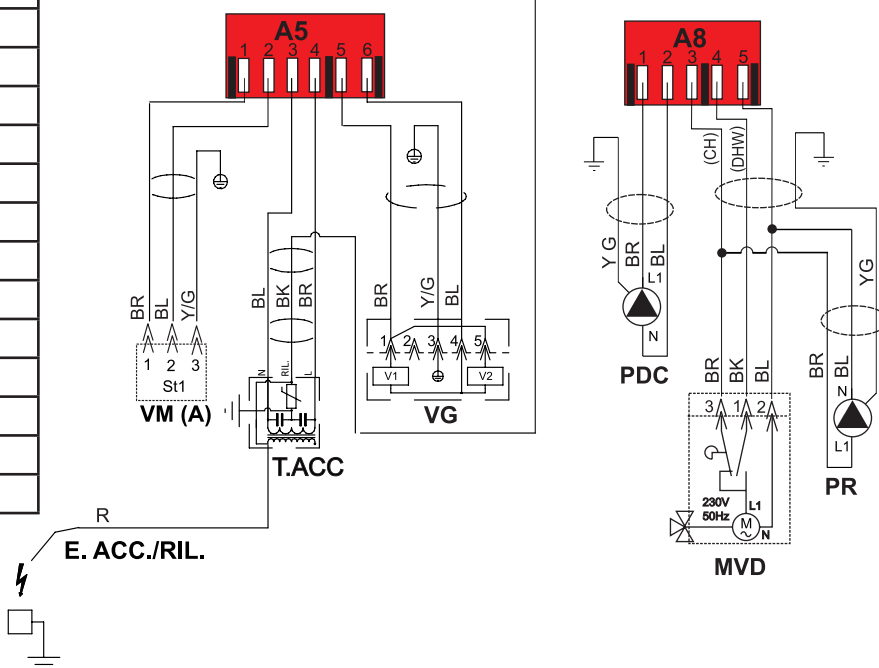 A5
1 2 3 4 5 6
A8
1 2 3 4 5
(CH)
(DHW)
BR
BL
Y/G
1 2 3
St1
VM (A)
BL
BK
BR
N
RIL.
L
T.ACC
BR
Y/G
BL
1 2 3 4 5
V1
V2
VG
Y G
BR
BL
L1
N
PDC
BR
BK
BL
3 1 2
230V
50Hz
L1
M
~
N
MVD
YG
BR
BL
N
L1
PR
R
E. ACC./RIL.